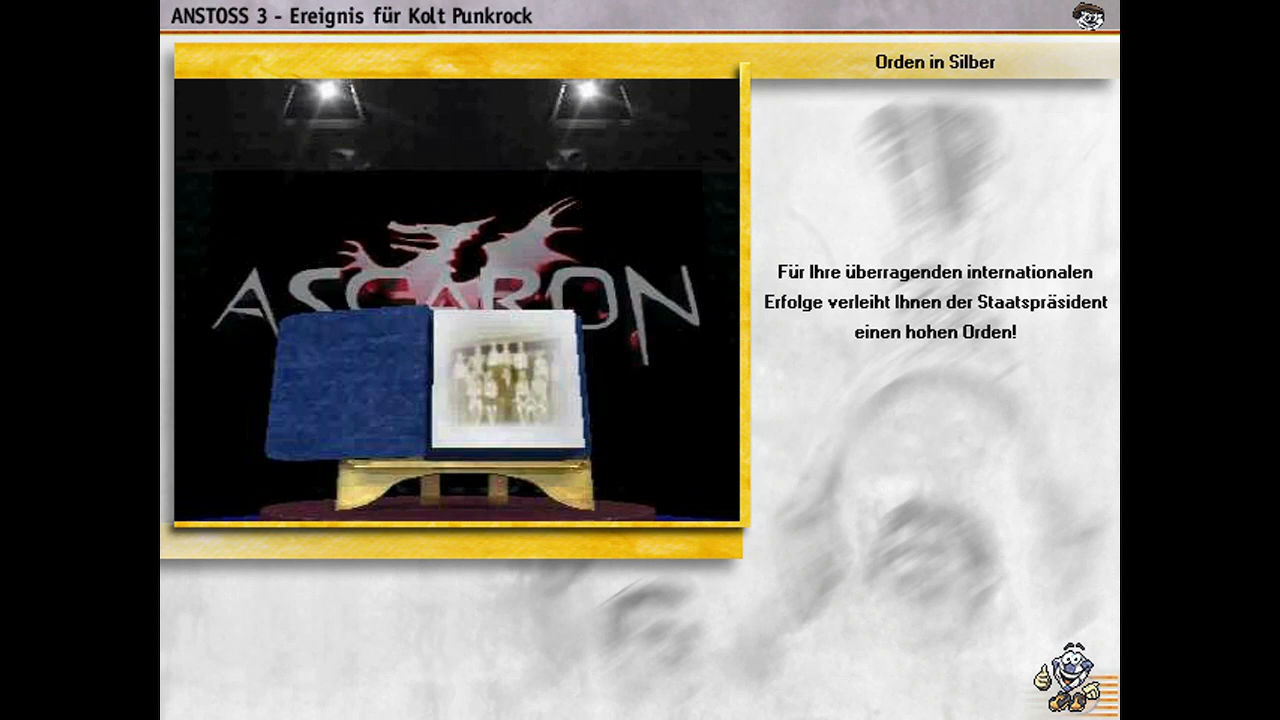 ANSTOSS 3 - Ereignis für Kolt Punkrock
Orden in Silber
ASCARON
Für Ihre überragenden internationalen
Erfolge verleiht Ihnen der Staatspräsident
einen hohen Orden!